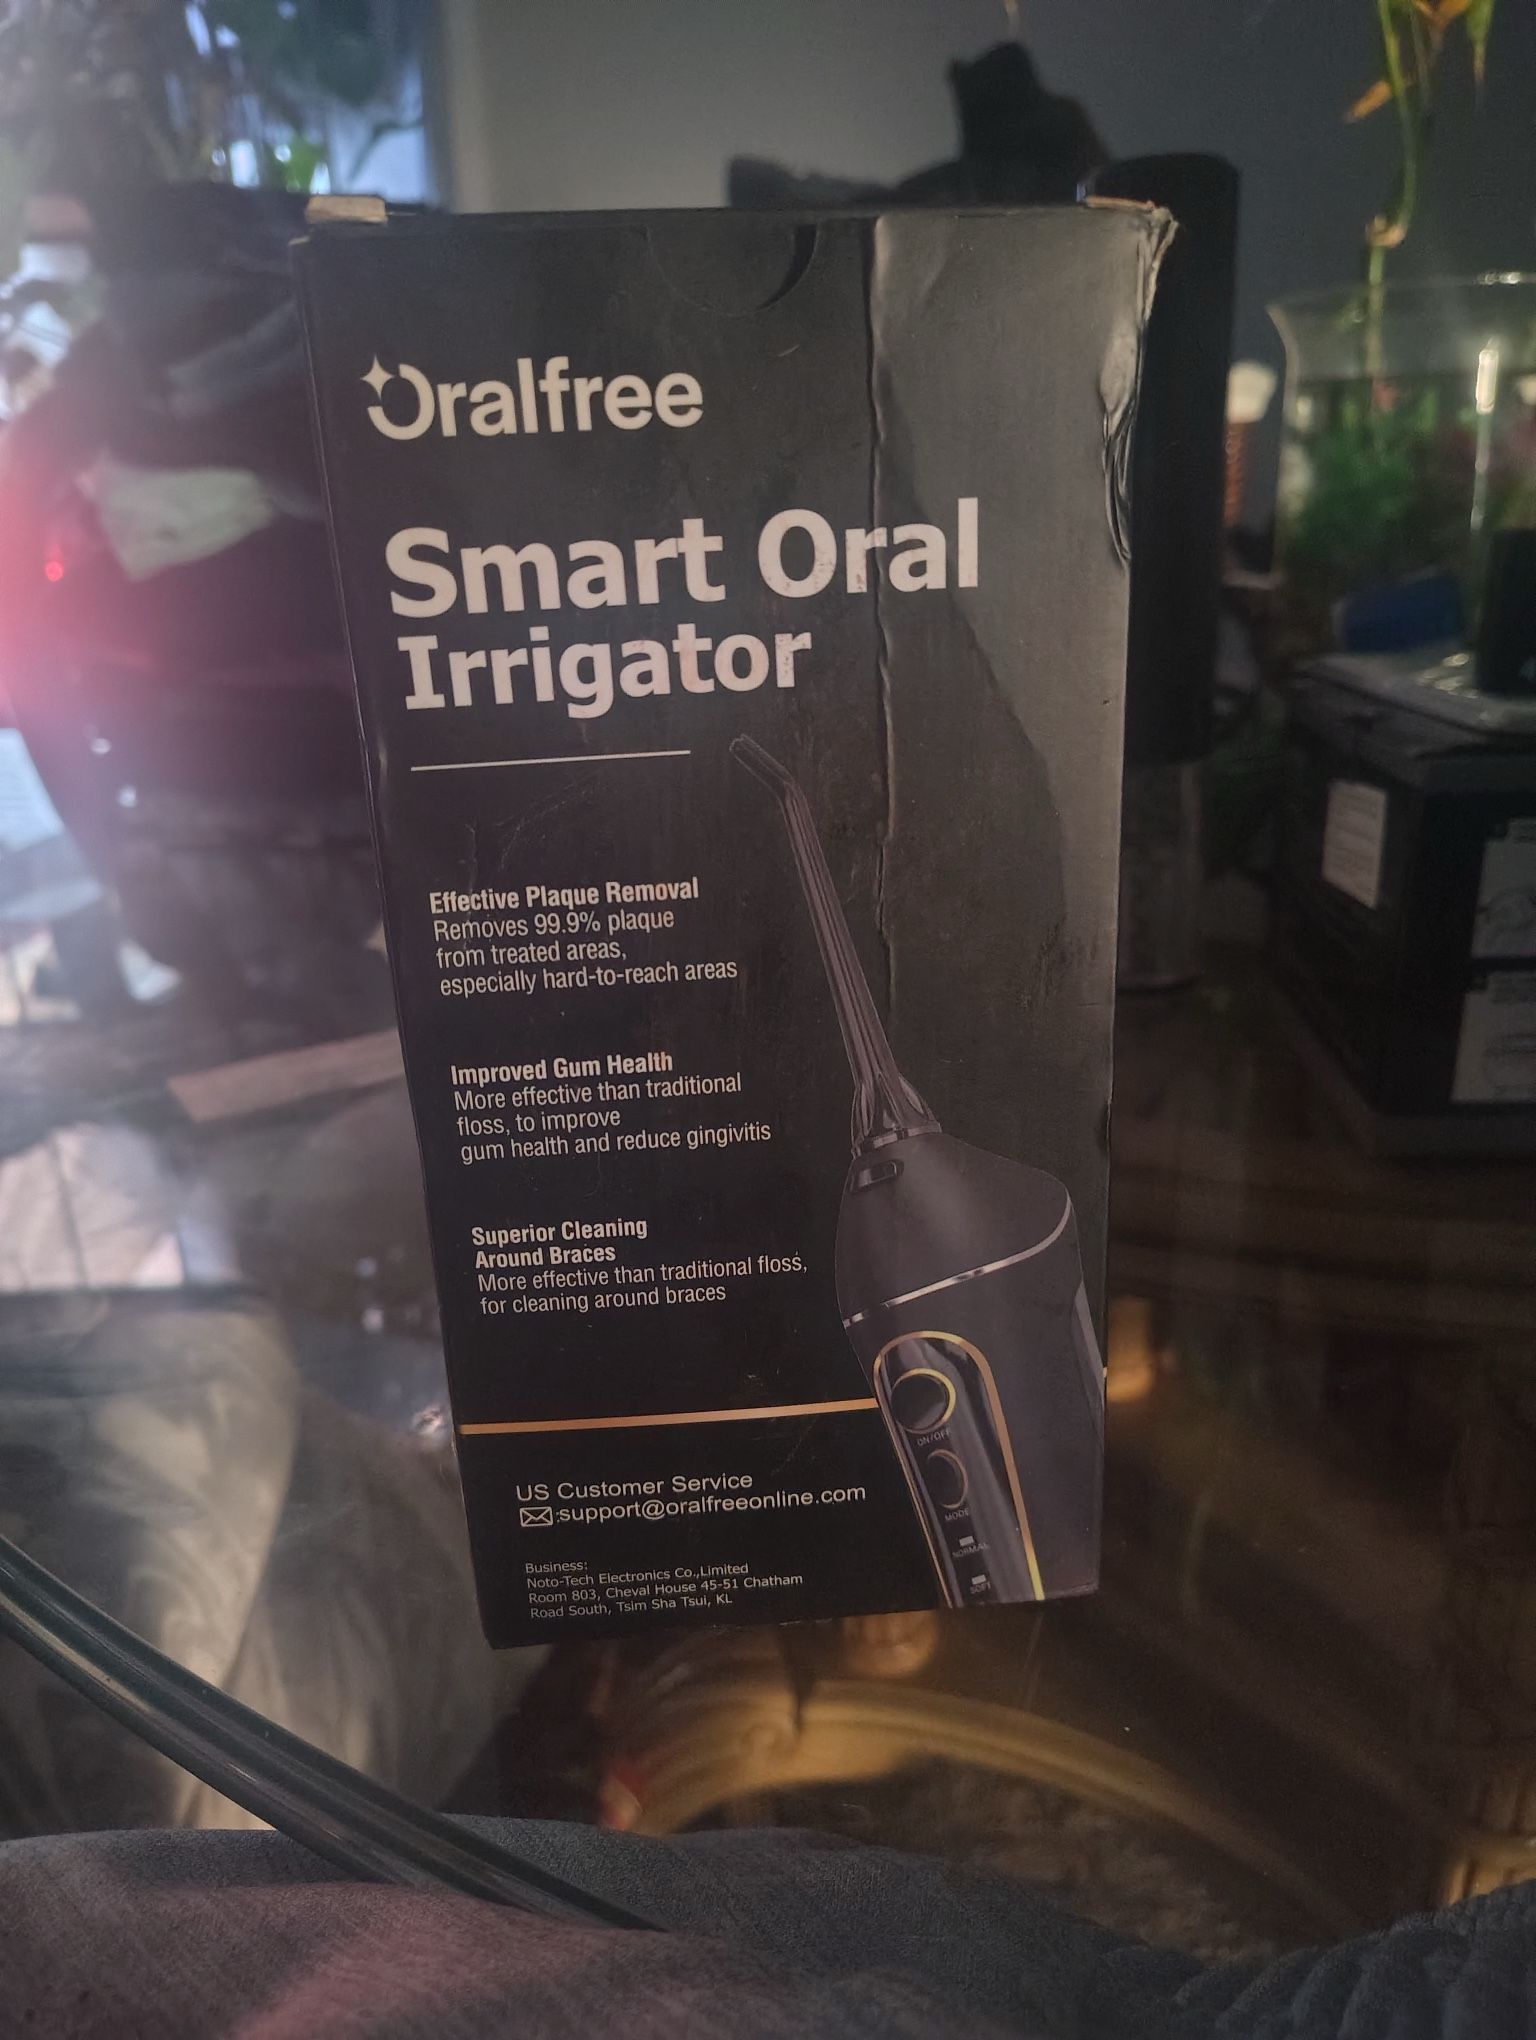 Oralfree
Smart Oral
Irrigator
Effective Plaque Removal
Removes 99.9% plaque
from treated areas,
especially hard-to-reach areas
Improved Gum Health
More effective than traditional
floss, to improve
gum health and reduce gingivitis
Superior Cleaning
Around Braces
More effective than traditional floss,
for cleaning around braces
ON/OFF
MODE
NORMAL
SOFT
US Customer Service
:support@oralfreeonline.com
Business:
Noto-Tech Electronics Co.,Limited
Room 803, Cheval House 45-51 Chatham
Road South, Tsim Sha Tsui, KL